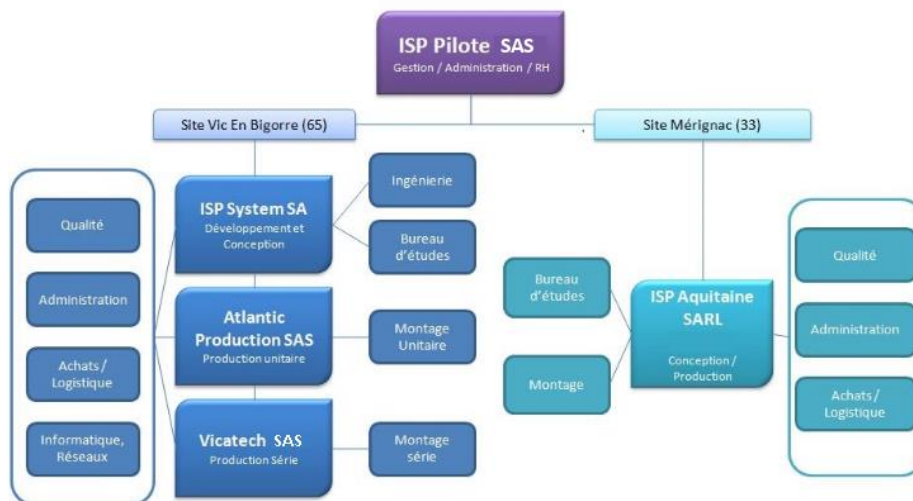 ISP Pilote SAS
Gestion / Administration / RH
Site Vic En Bigorre (65)
Site Mérignac (33)
Qualité
Administration
Achats /
Logistique
Informatique,
Réseaux
ISP System SA
Développement et
Conception
Ingénierie
Bureau
d'études
Atlantic
Production SAS
Production unitaire
Montage
Unitaire
Vicatech SAS
Production Série
Montage
série
Bureau
d'études
Montage
ISP Aquitaine
SARL
Conception /
Production
Qualité
Administration
Achats /
Logistique